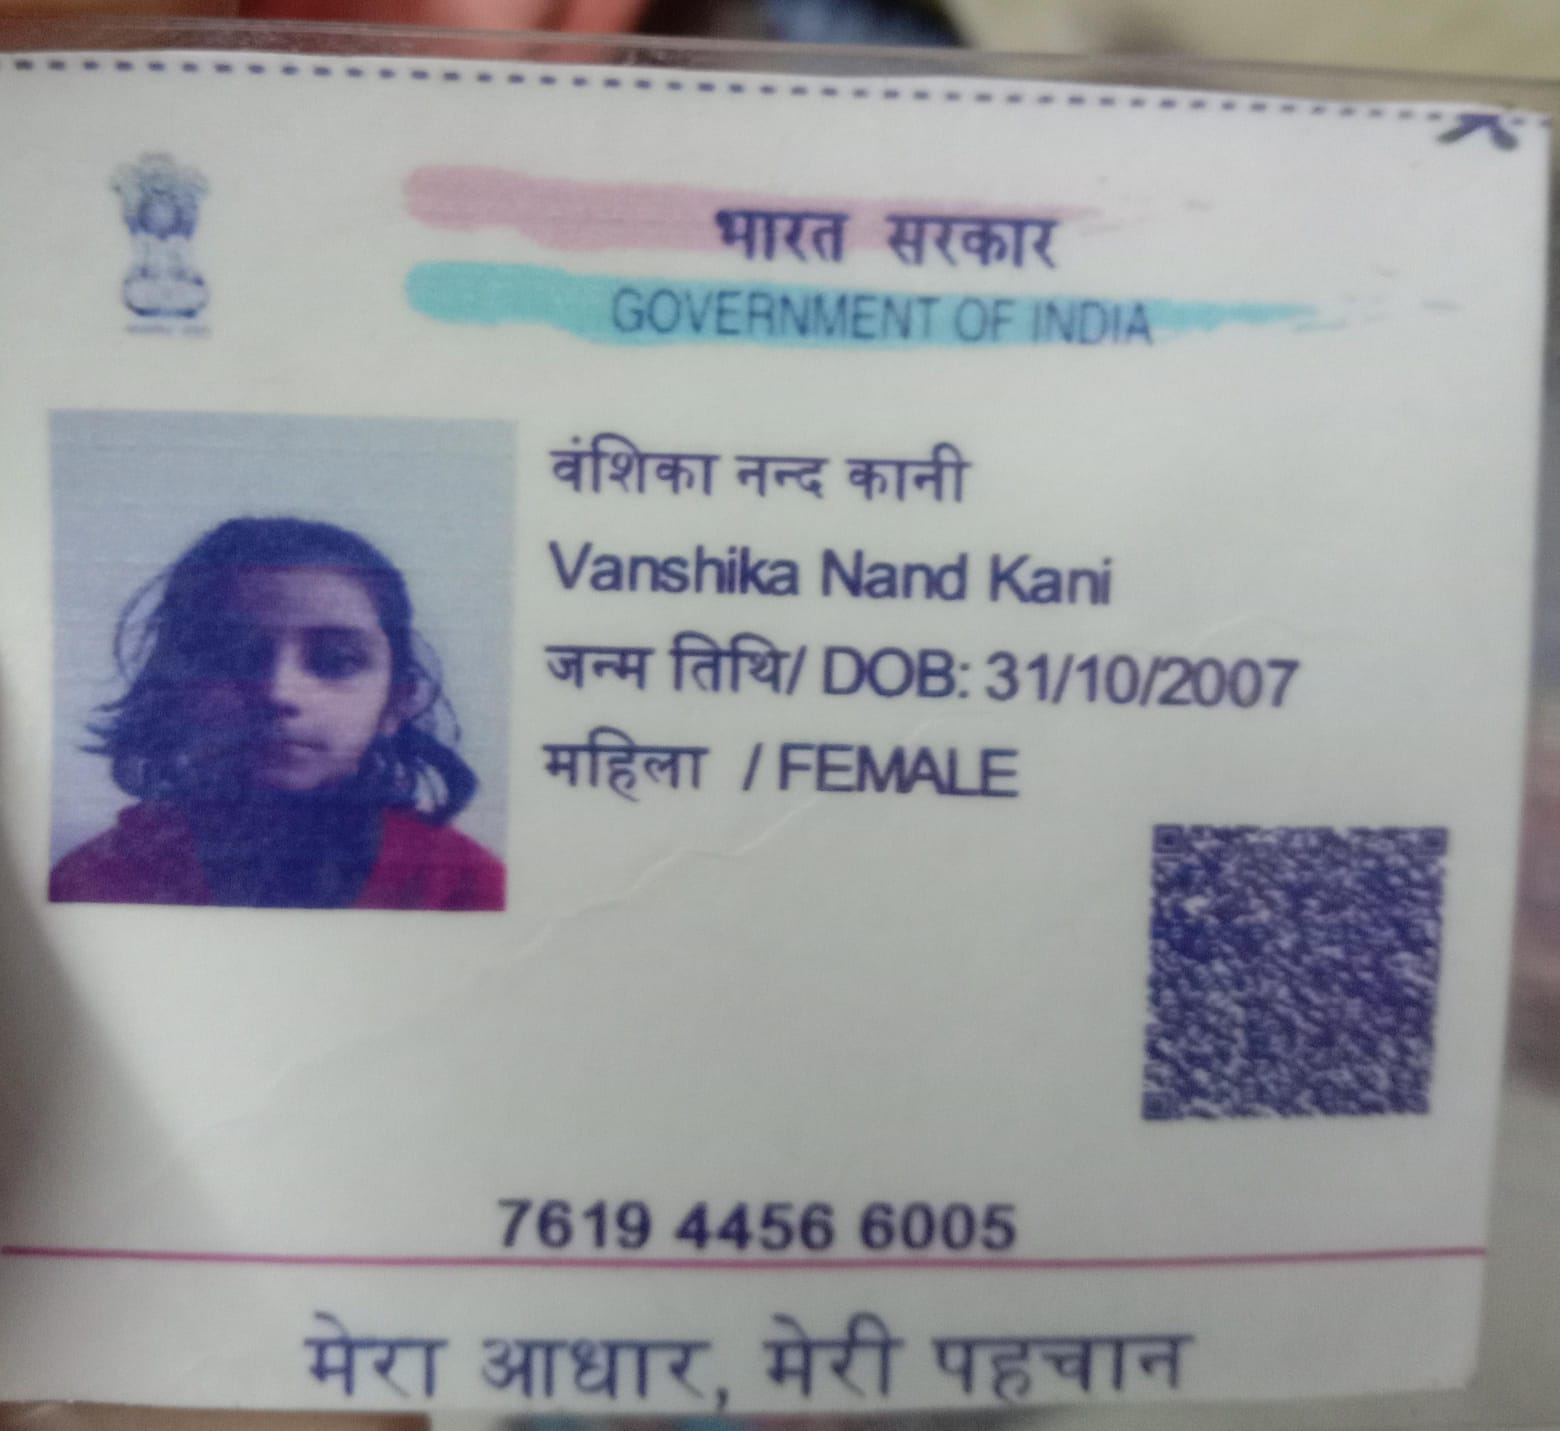 भारत सरकार
GOVERNMENT OF INDIA
वंशिका नन्द कानी
Vanshika Nand Kani
जन्म तिथि/ DOB: 31/10/2007
महिला / FEMALE
7619 4456 6005
मेरा आधार, मेरी पहचान